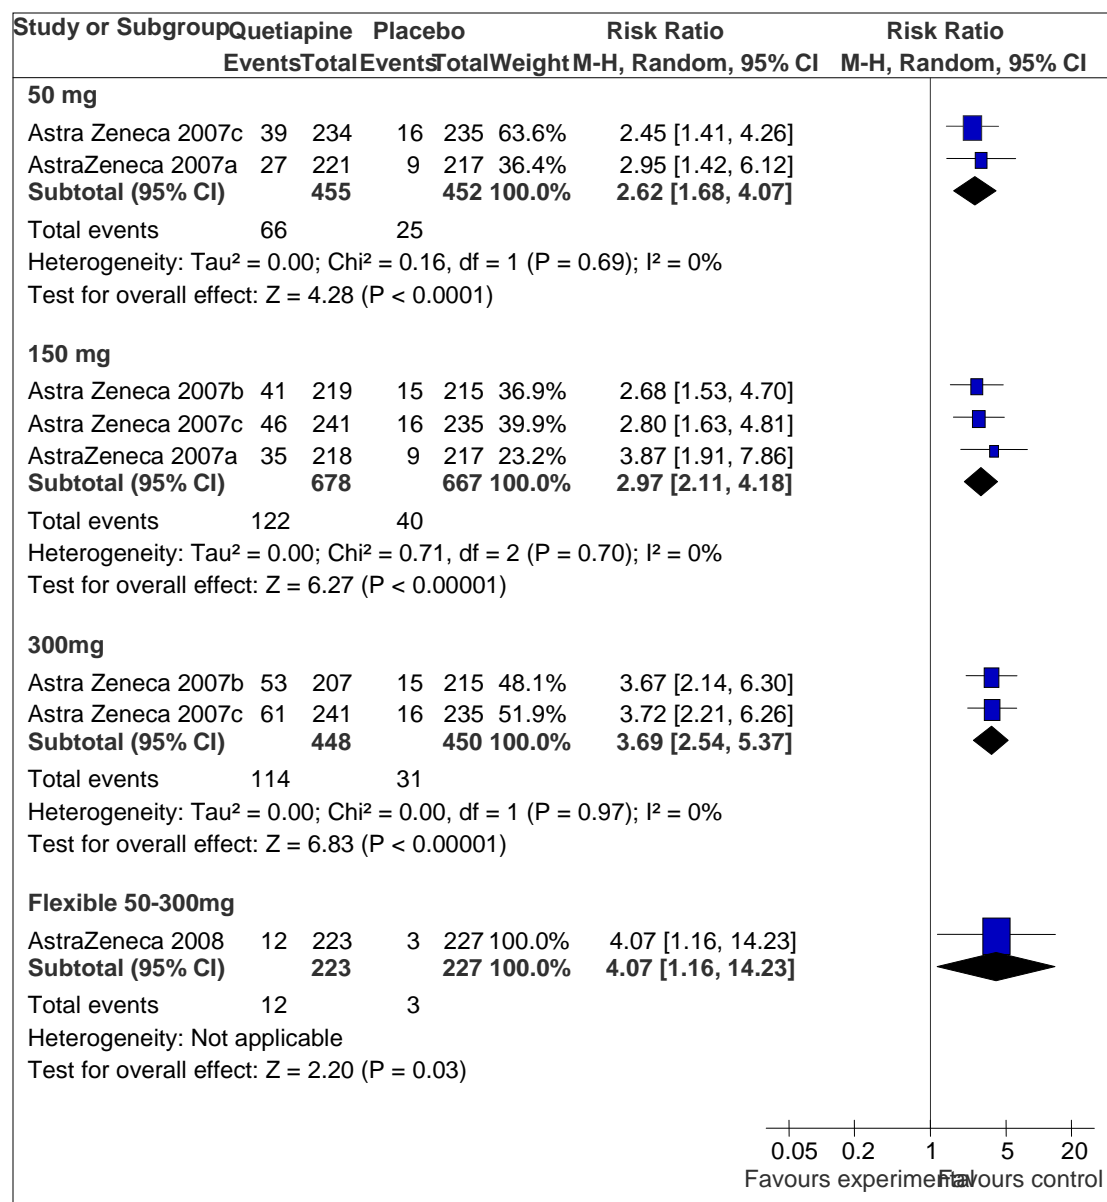 Study or Subgroup Quetiapine Placebo Risk Ratio Risk Ratio
Events Total Events Total Weight M-H, Random, 95% CI M-H, Random, 95% CI
50 mg
Astra Zeneca 2007c 39 234 16 235 63.6% 2.45 [1.41, 4.26]
AstraZeneca 2007a 27 221 9 217 36.4% 2.95 [1.42, 6.12]
Subtotal (95% CI) 455 452 100.0% 2.62 [1.68, 4.07]
Total events 66 25
Heterogeneity: Tau² = 0.00; Chi² = 0.16, df = 1 (P = 0.69); I² = 0%
Test for overall effect: Z = 4.28 (P < 0.0001)
150 mg
Astra Zeneca 2007b 41 219 15 215 36.9% 2.68 [1.53, 4.70]
Astra Zeneca 2007c 46 241 16 235 39.9% 2.80 [1.63, 4.81]
AstraZeneca 2007a 35 218 9 217 23.2% 3.87 [1.91, 7.86]
Subtotal (95% CI) 678 667 100.0% 2.97 [2.11, 4.18]
Total events 122 40
Heterogeneity: Tau² = 0.00; Chi² = 0.71, df = 2 (P = 0.70); I² = 0%
Test for overall effect: Z = 6.27 (P < 0.00001)
300mg
Astra Zeneca 2007b 53 207 15 215 48.1% 3.67 [2.14, 6.30]
Astra Zeneca 2007c 61 241 16 235 51.9% 3.72 [2.21, 6.26]
Subtotal (95% CI) 448 450 100.0% 3.69 [2.54, 5.37]
Total events 114 31
Heterogeneity: Tau² = 0.00; Chi² = 0.00, df = 1 (P = 0.97); I² = 0%
Test for overall effect: Z = 6.83 (P < 0.00001)
Flexible 50-300mg
AstraZeneca 2008 12 223 3 227 100.0% 4.07 [1.16, 14.23]
Subtotal (95% CI) 223 227 100.0% 4.07 [1.16, 14.23]
Total events 12 3
Heterogeneity: Not applicable
Test for overall effect: Z = 2.20 (P = 0.03)
0.05 0.2 1 5 20
Favours experimental Favours control